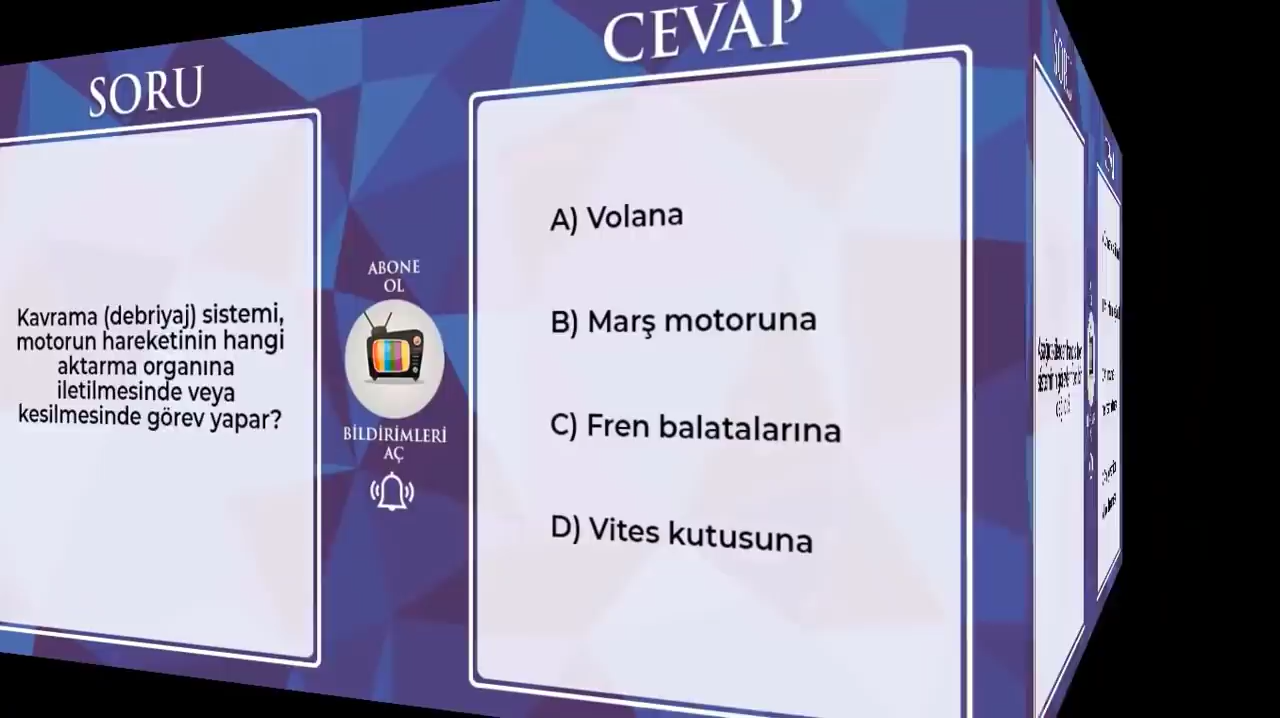 SORU
Kavrama (debriyaj) sistemi,
motorun hareketinin hangi
aktarma organına
iletilmesinde veya
kesilmesinde görev yapar?
ABONE
OL
BİLDİRİMLERİ
AÇ
CEVAP
A) Volana
B) Marş motoruna
C) Fren balatalarına
D) Vites kutusuna